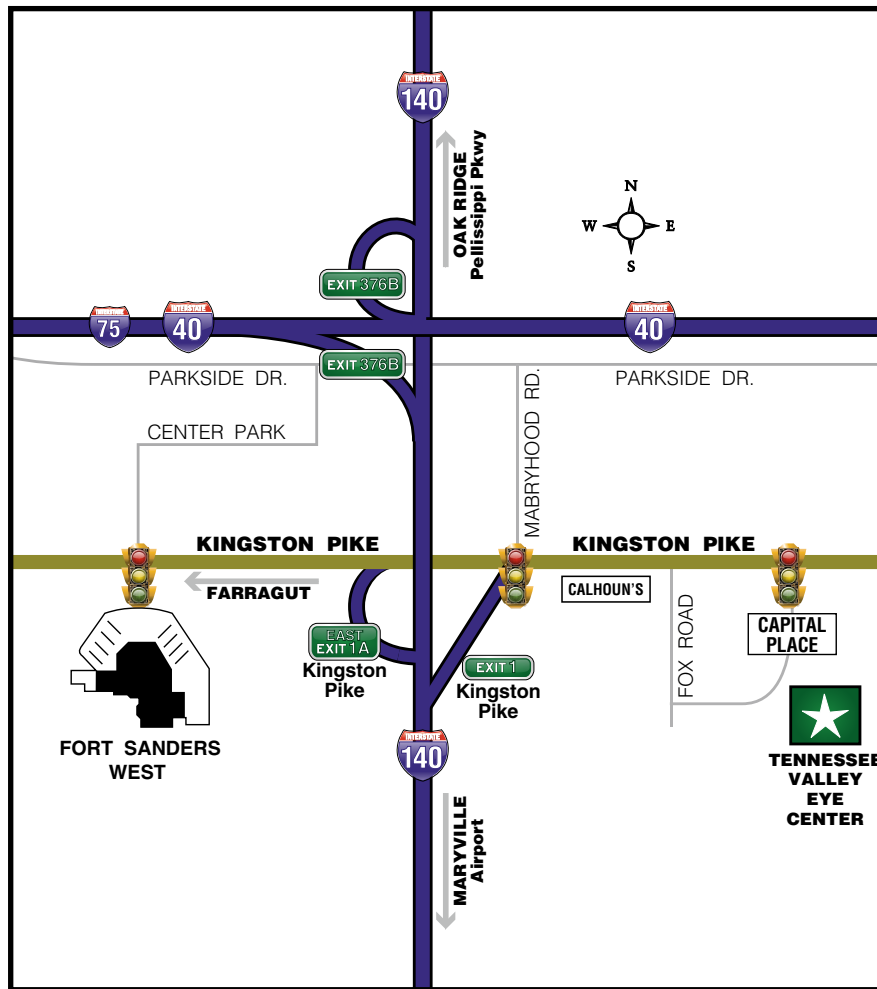 INTERSTATE
140
OAK RIDGE
Pellissippi Pkwy
N
W E
S
EXIT 376B
INTERSTATE
75
INTERSTATE
40
INTERSTATE
40
EXIT 376B
PARKSIDE DR.
PARKSIDE DR.
CENTER PARK
MABRYHOOD RD.
KINGSTON PIKE
KINGSTON PIKE
FARRAGUT
CALHOUN'S
EAST
EXIT 1A
Kingston
Pike
EXIT 1
Kingston
Pike
FOX ROAD
CAPITAL
PLACE
FORT SANDERS
WEST
INTERSTATE
140
TENNESSEE
VALLEY
EYE
CENTER
MARYVILLE
Airport